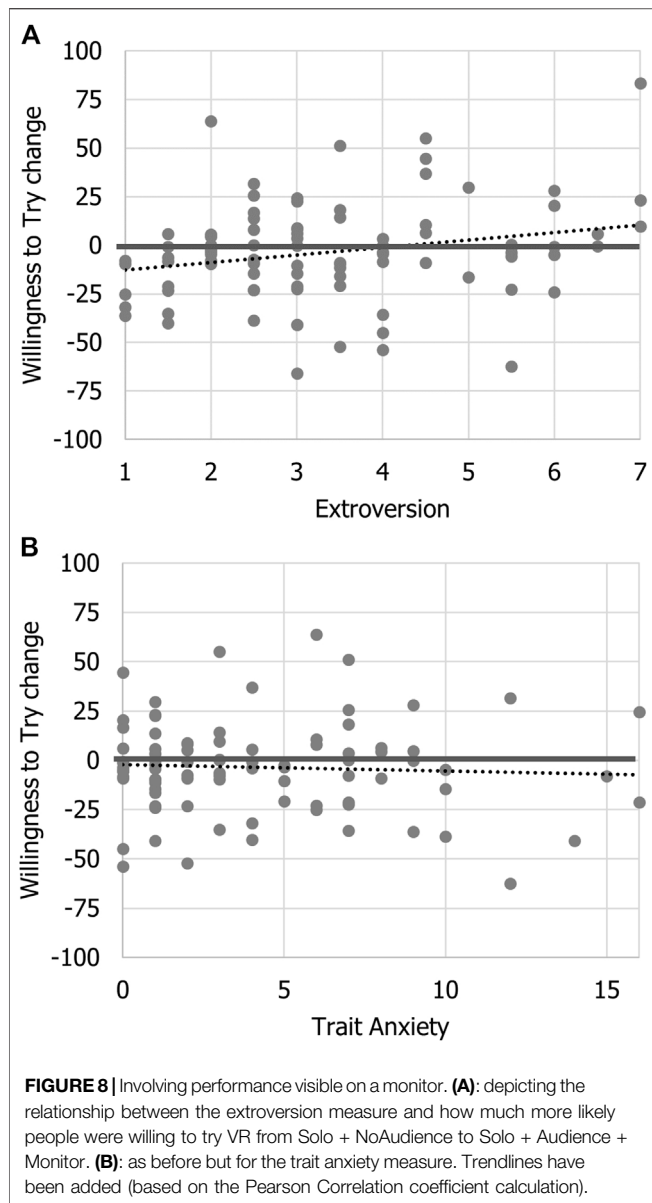 A
100
75
50
25
0
-25
-50
-75
-100
Willingness to Try change
1 2 3 4 5 6 7
Extroversion
B
100
75
50
25
0
-25
-50
-75
-100
Willingness to Try change
0 5 10 15
Trait Anxiety
FIGURE 8 | Involving performance visible on a monitor. (A): depicting the
relationship between the extroversion measure and how much more likely
people were willing to try VR from Solo + NoAudience to Solo + Audience +
Monitor. (B): as before but for the trait anxiety measure. Trendlines have
been added (based on the Pearson Correlation coefficient calculation).